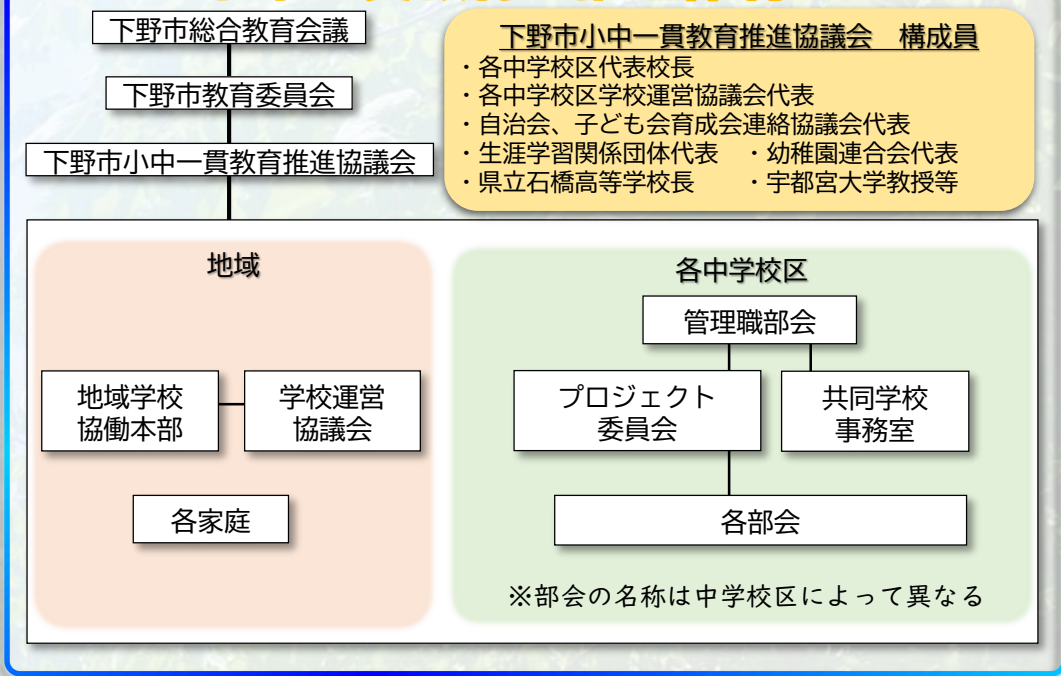 下野市総合教育会議
下野市教育委員会
下野市小中一貫教育推進協議会
下野市小中一貫教育推進協議会　構成員
・各中学校区代表校長
・各中学校区学校運営協議会代表
・自治会、子ども会育成会連絡協議会代表
・生涯学習関係団体代表　・幼稚園連合会代表
・県立石橋高等学校長　・宇都宮大学教授等
地域
地域学校
協働本部
学校運営
協議会
各家庭
各中学校区
管理職部会
プロジェクト
委員会
共同学校
事務室
各部会
※部会の名称は中学校区によって異なる